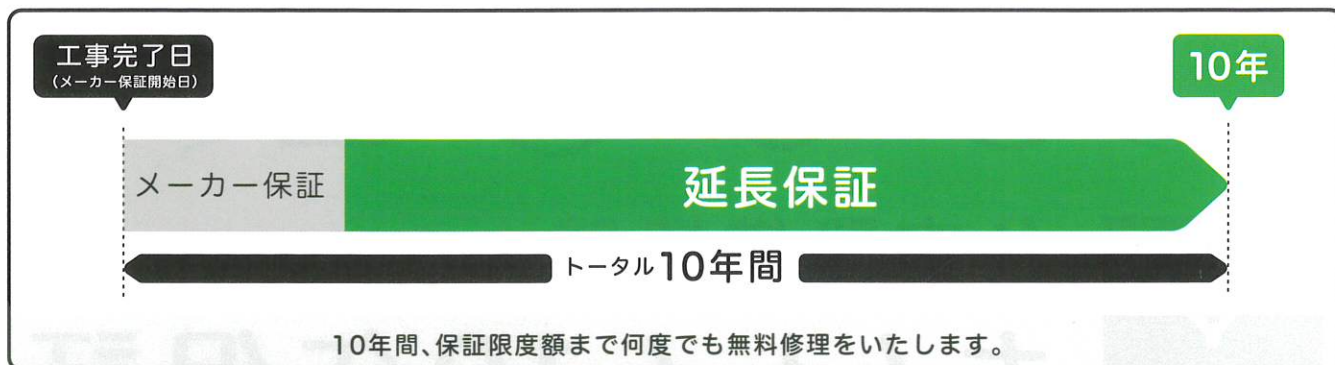 工事完了日
(メーカー保証開始日)
10年
メーカー保証
延長保証
トータル10年間
10年間、保証限度額まで何度でも無料修理をいたします。